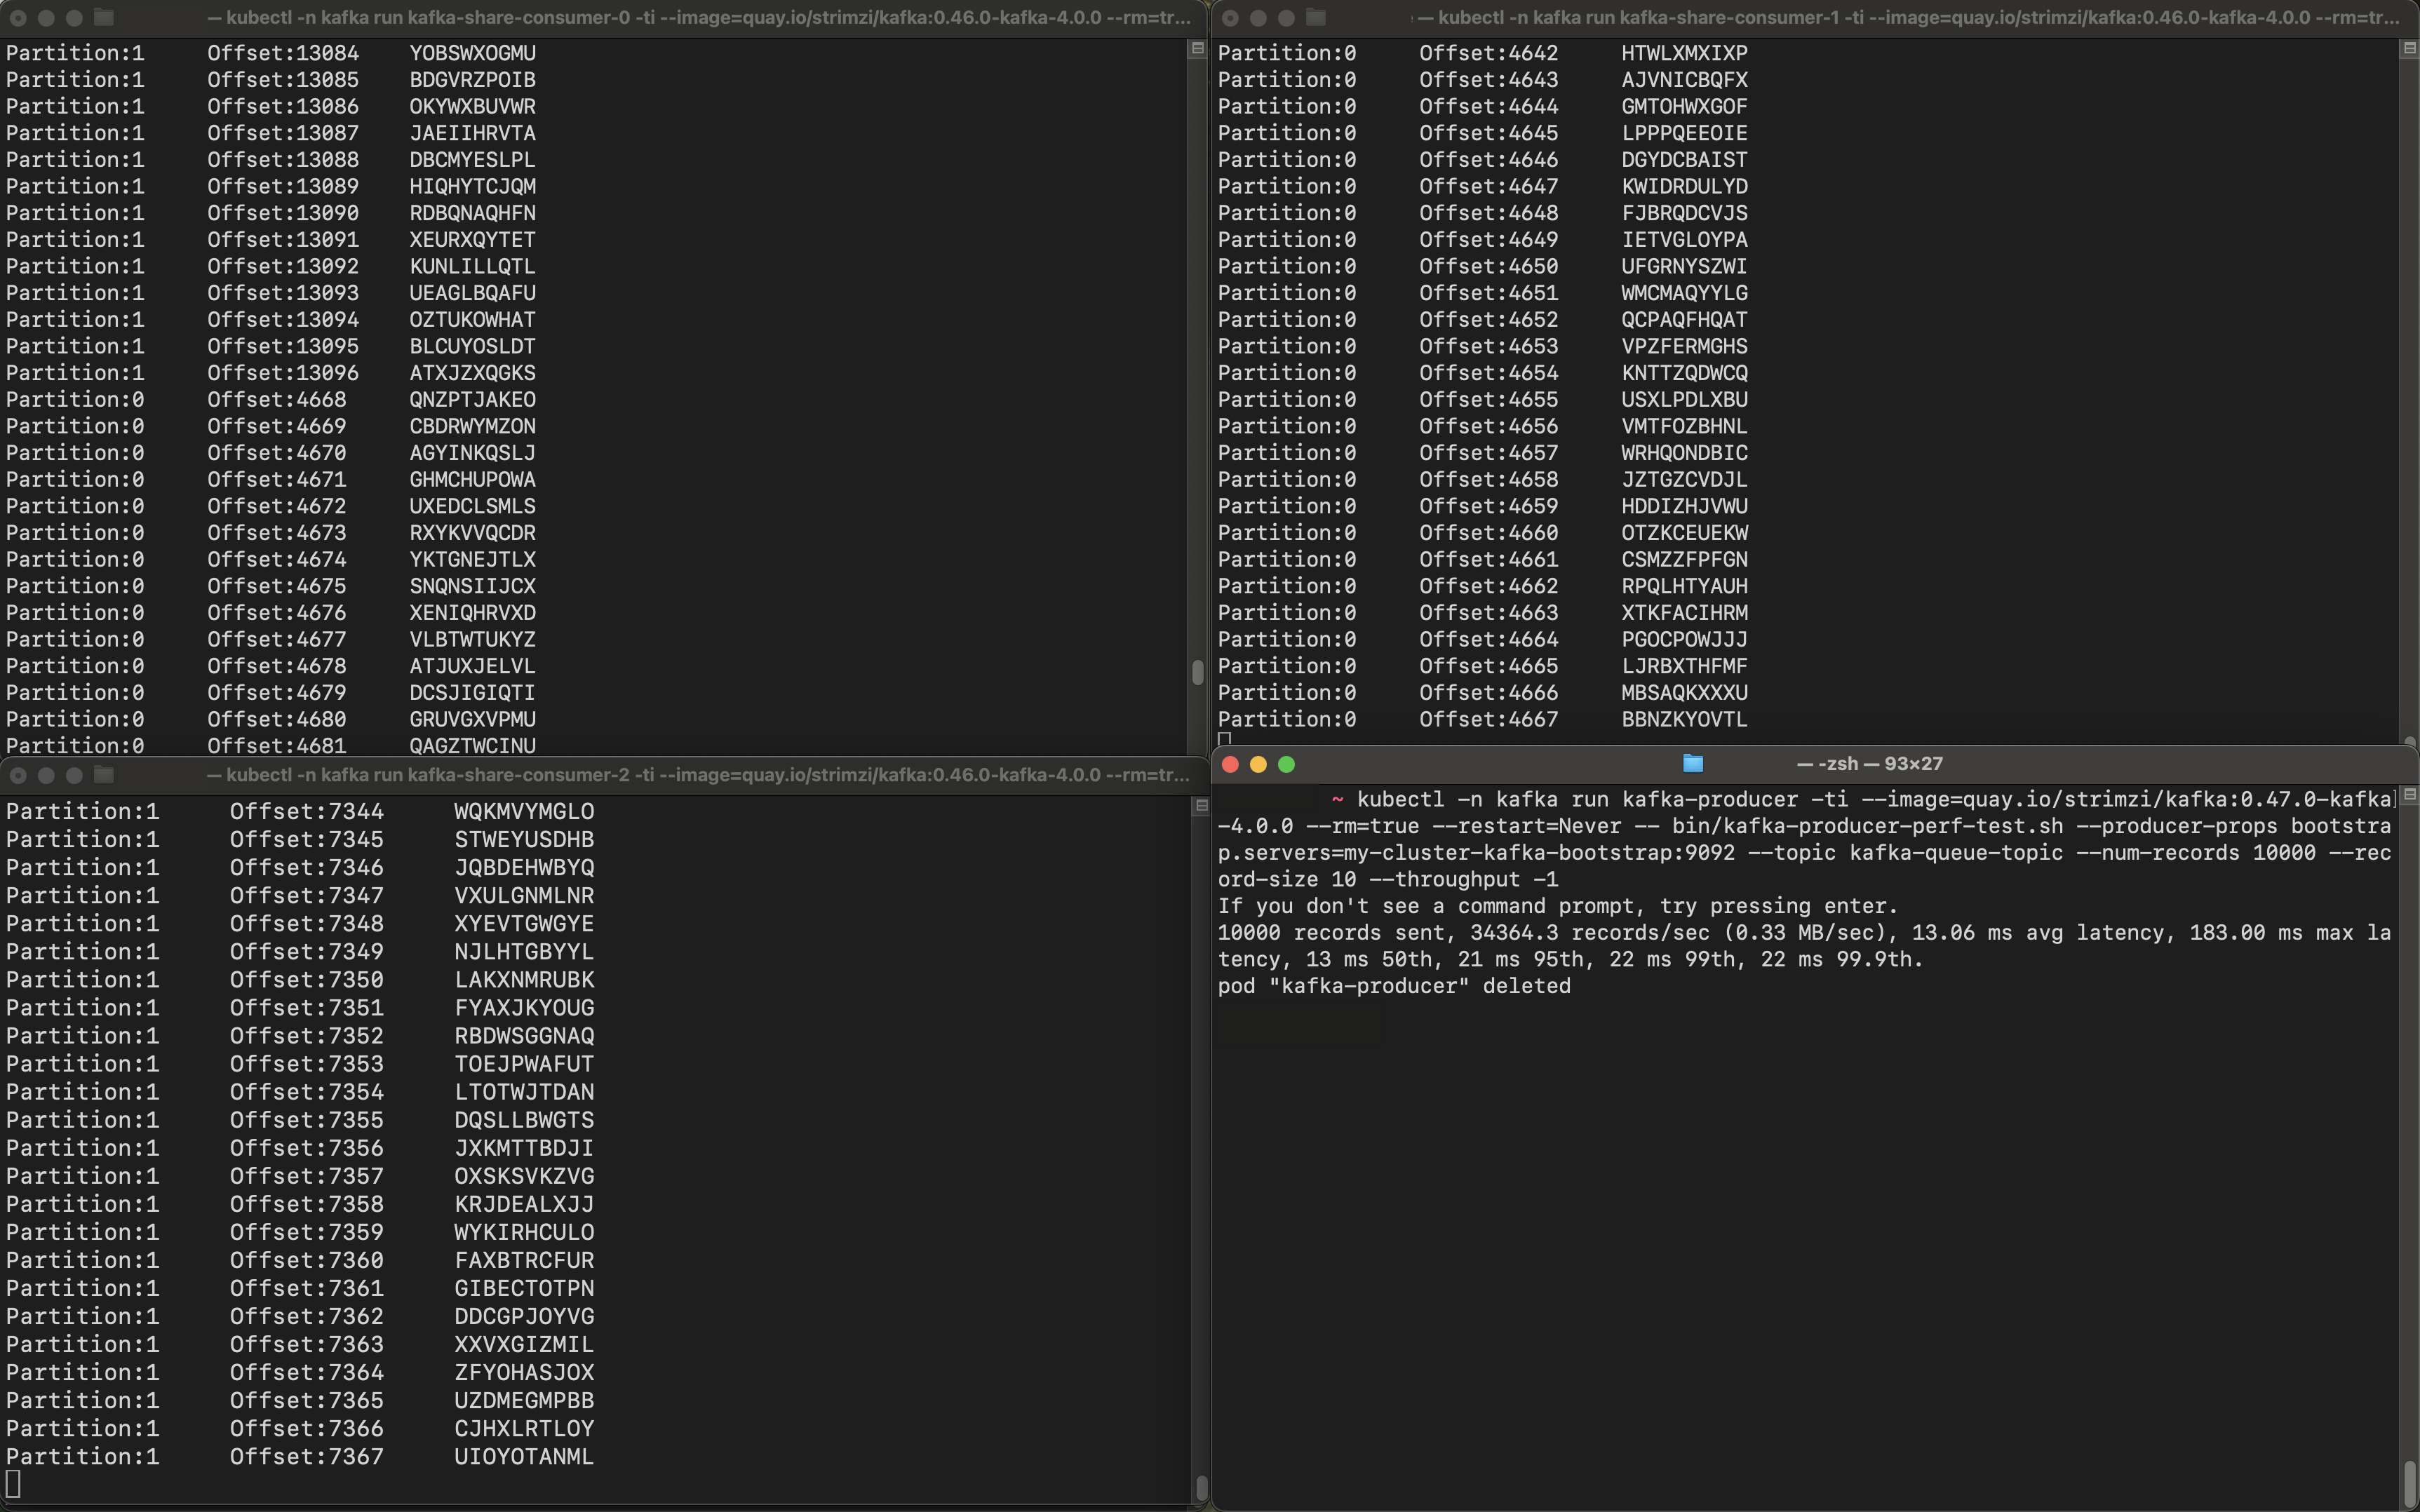 — kubectl -n kafka run kafka-share-consumer-0 -ti --image=quay.io/strimzi/kafka:0.46.0-kafka-4.0.0 --rm=tr...
Partition:1 Offset:13084 YOBSWXOGMU
Partition:1 Offset:13085 BDGVRZPOIB
Partition:1 Offset:13086 OKYWXBUVWR
Partition:1 Offset:13087 JAEIIHRVTA
Partition:1 Offset:13088 DBCMYESLPL
Partition:1 Offset:13089 HIQHYTCJQM
Partition:1 Offset:13090 RDBQNAQHFN
Partition:1 Offset:13091 XEURXQYTET
Partition:1 Offset:13092 KUNLILLQTL
Partition:1 Offset:13093 UEAGLBQAFU
Partition:1 Offset:13094 OZTUKOWHAT
Partition:1 Offset:13095 BLCUYOSLDT
Partition:1 Offset:13096 ATXJZXQGKS
Partition:0 Offset:4668 QNZPTJAKEO
Partition:0 Offset:4669 CBDRWYMZON
Partition:0 Offset:4670 AGYINKQSLJ
Partition:0 Offset:4671 GHMCHUPOWA
Partition:0 Offset:4672 UXEDCLSMLS
Partition:0 Offset:4673 RXYKVVQCDR
Partition:0 Offset:4674 YKTGNEJTLX
Partition:0 Offset:4675 SNQNSIIJCX
Partition:0 Offset:4676 XENIQHRVXD
Partition:0 Offset:4677 VLBTWTUKYZ
Partition:0 Offset:4678 ATJUXJELVL
Partition:0 Offset:4679 DCSJIGIQTI
Partition:0 Offset:4680 GRUVGXVPMU
Partition:0 Offset:4681 QAGZTWCINU
— kubectl -n kafka run kafka-share-consumer-1 -ti --image=quay.io/strimzi/kafka:0.46.0-kafka-4.0.0 --rm=tr...
Partition:0 Offset:4642 HTWLXMXIXP
Partition:0 Offset:4643 AJVNICBQFX
Partition:0 Offset:4644 GMTOHWXGOF
Partition:0 Offset:4645 LPPPQEEOIE
Partition:0 Offset:4646 DGYDCBAIST
Partition:0 Offset:4647 KWIDRDULYD
Partition:0 Offset:4648 FJBRQDCVJS
Partition:0 Offset:4649 IETVGLOYPA
Partition:0 Offset:4650 UFGRNYSZWI
Partition:0 Offset:4651 WMCMAQYYLG
Partition:0 Offset:4652 QCPAQFHQAT
Partition:0 Offset:4653 VPZFERMGHS
Partition:0 Offset:4654 KNTTZQDWCQ
Partition:0 Offset:4655 USXLPDLXBU
Partition:0 Offset:4656 VMTFOZBHNL
Partition:0 Offset:4657 WRHQONDBIC
Partition:0 Offset:4658 JZTGZCVDJL
Partition:0 Offset:4659 HDDIZHJVWU
Partition:0 Offset:4660 OTZKCEUEKW
Partition:0 Offset:4661 CSMZZFPFGN
Partition:0 Offset:4662 RPQLHTYAUH
Partition:0 Offset:4663 XTKFACIHRM
Partition:0 Offset:4664 PGOCPOWJJJ
Partition:0 Offset:4665 LJRBXTHFMF
Partition:0 Offset:4666 MBSAQKXXXU
Partition:0 Offset:4667 BBNZKYOVTL
— kubectl -n kafka run kafka-share-consumer-2 -ti --image=quay.io/strimzi/kafka:0.46.0-kafka-4.0.0 --rm=tr...
Partition:1 Offset:7344 WQKMVYMGLO
Partition:1 Offset:7345 STWEYUSDHB
Partition:1 Offset:7346 JQBDEHWBYQ
Partition:1 Offset:7347 VXULGNMLNR
Partition:1 Offset:7348 XYEVTGWGYE
Partition:1 Offset:7349 NJLHTGBYYL
Partition:1 Offset:7350 LAKXNMRUBK
Partition:1 Offset:7351 FYAXJKYOUG
Partition:1 Offset:7352 RBDWSGGNAQ
Partition:1 Offset:7353 TOEJPWAFUT
Partition:1 Offset:7354 LTOTWJTDAN
Partition:1 Offset:7355 DQSLLBWGTS
Partition:1 Offset:7356 JXKMTTBDJI
Partition:1 Offset:7357 OXSKSVKZVG
Partition:1 Offset:7358 KRJDEALXJJ
Partition:1 Offset:7359 WYKIRHCULO
Partition:1 Offset:7360 FAXBTRCFUR
Partition:1 Offset:7361 GIBECTOTPN
Partition:1 Offset:7362 DDCGPJOYVG
Partition:1 Offset:7363 XXVXGIZMIL
Partition:1 Offset:7364 ZFYOHASJOX
Partition:1 Offset:7365 UZDMEGMPBB
Partition:1 Offset:7366 CJHXLRTLOY
Partition:1 Offset:7367 UIOYOTANML
— -zsh — 93×27
~ kubectl -n kafka run kafka-producer -ti --image=quay.io/strimzi/kafka:0.47.0-kafka
-4.0.0 --rm=true --restart=Never -- bin/kafka-producer-perf-test.sh --producer-props bootstra
p.servers=my-cluster-kafka-bootstrap:9092 --topic kafka-queue-topic --num-records 10000 --rec
ord-size 10 --throughput -1
If you don't see a command prompt, try pressing enter.
10000 records sent, 34364.3 records/sec (0.33 MB/sec), 13.06 ms avg latency, 183.00 ms max la
tency, 13 ms 50th, 21 ms 95th, 22 ms 99th, 22 ms 99.9th.
pod "kafka-producer" deleted